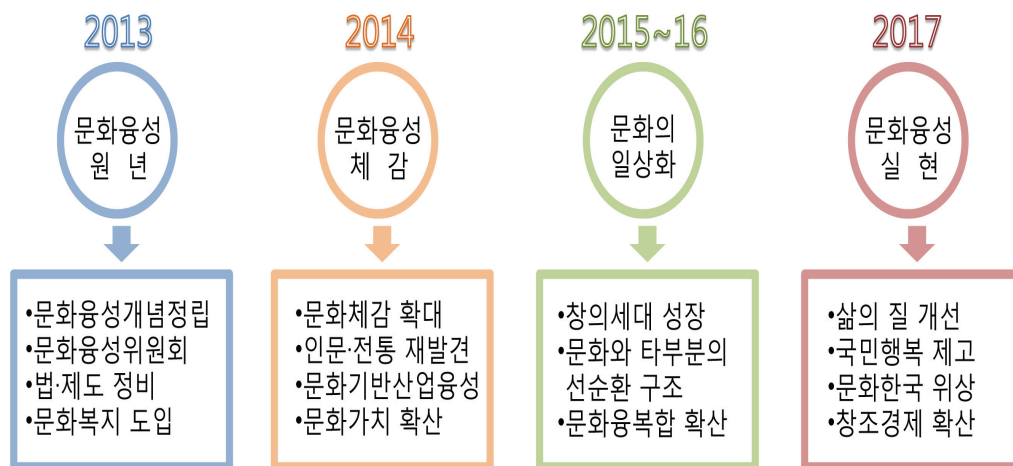 2013
문화융성
원 년
•문화융성개념정립
•문화융성위원회
•법·제도 정비
•문화복지 도입
2014
문화융성
체 감
•문화체감 확대
•인문·전통 재발견
•문화기반산업융성
•문화가치 확산
2015~16
문화의
일상화
•창의세대 성장
•문화와 타부분의
선순환 구조
•문화융복합 확산
2017
문화융성
실 현
•삶의 질 개선
•국민행복 제고
•문화한국 위상
•창조경제 확산